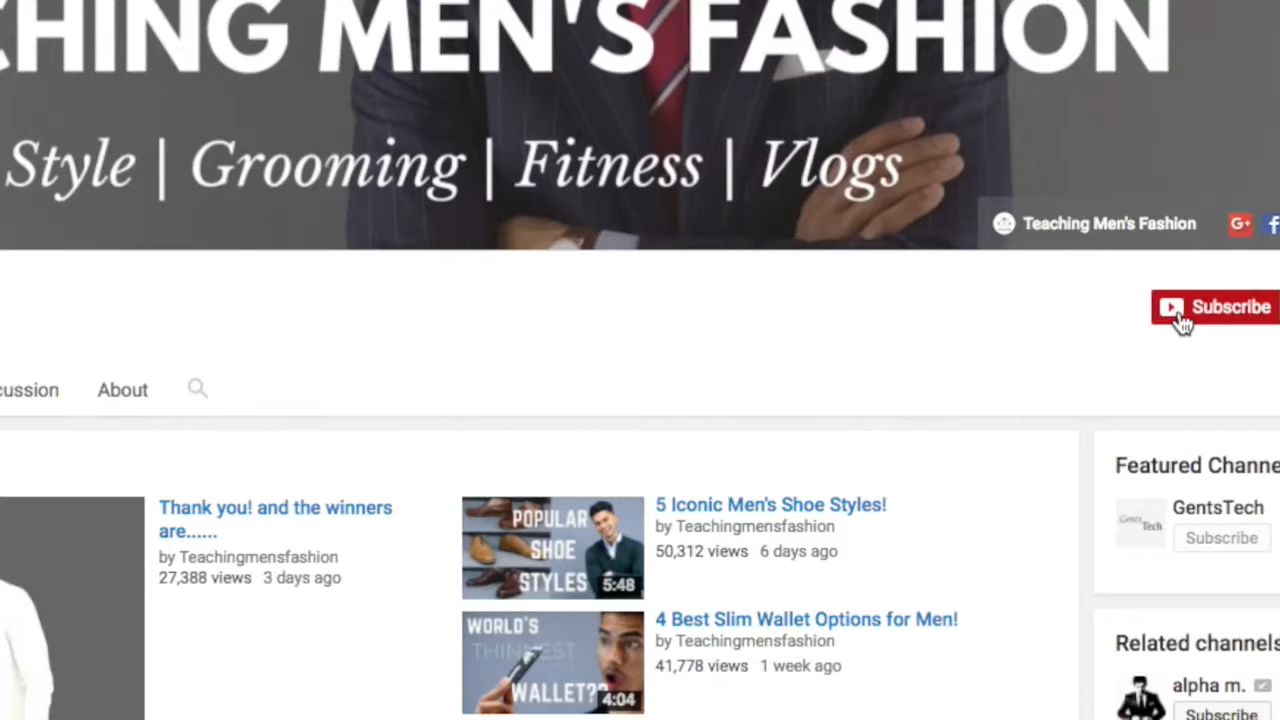 CHING MEN'S FASHION
Style | Grooming | Fitness | Vlogs
Teaching Men's Fashion
G+ f
Subscribe
cussion About
Thank you! and the winners
are......
by Teachingmensfashion
27,388 views 3 days ago
POPULAR
SHOE
STYLES
5:48
5 Iconic Men's Shoe Styles!
by Teachingmensfashion
50,312 views 6 days ago
WORLD'S
THINNEST
WALLET??
4:04
4 Best Slim Wallet Options for Men!
by Teachingmensfashion
41,778 views 1 week ago
Featured Channe
Gents Tech
GentsTech
Subscribe
Related channels
alpha m.
Subscribe